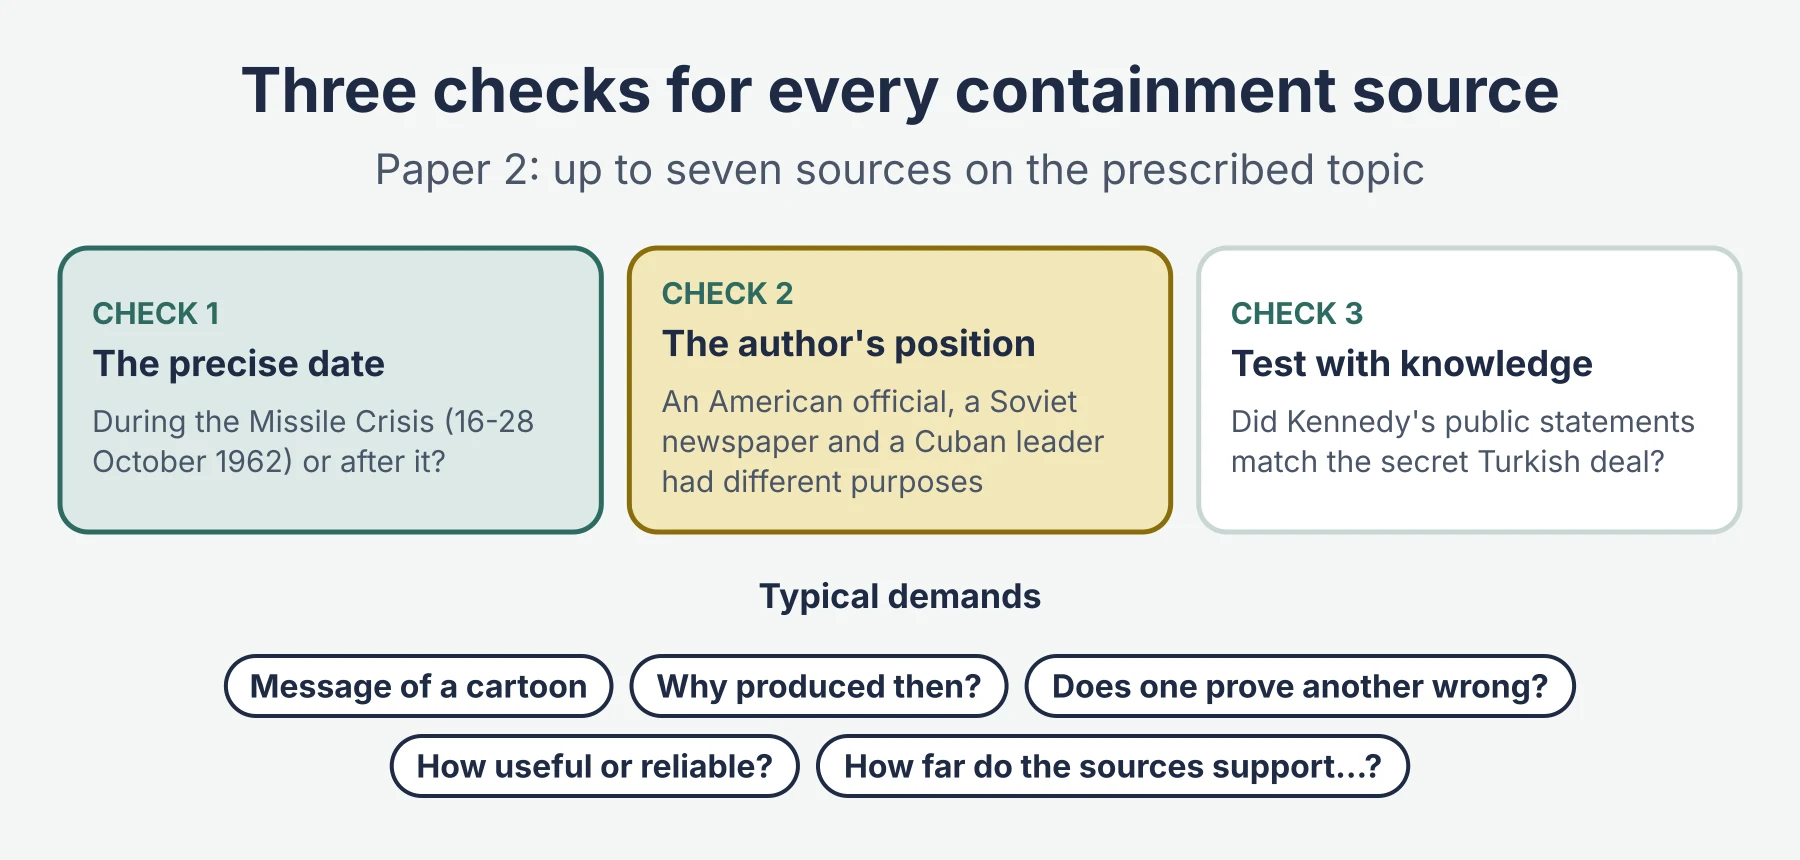 Three checks for every containment source
Paper 2: up to seven sources on the prescribed topic
CHECK 1
The precise date
During the Missile Crisis (16-28
October 1962) or after it?
CHECK 2
The author's position
An American official, a Soviet
newspaper and a Cuban leader
had different purposes
CHECK 3
Test with knowledge
Did Kennedy's public statements
match the secret Turkish deal?
Typical demands
Message of a cartoon
Why produced then?
Does one prove another wrong?
How useful or reliable?
How far do the sources support...?